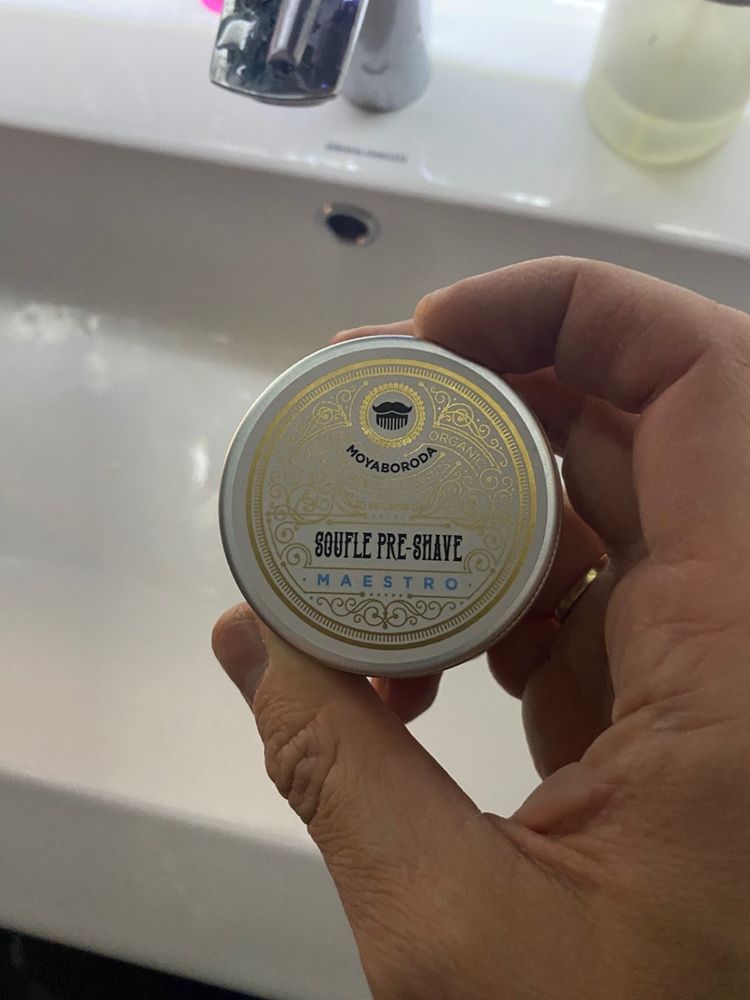 MOYABORODA
ORGANIC
SOUFLE PRE-SHAVE
· MAESTRO ·